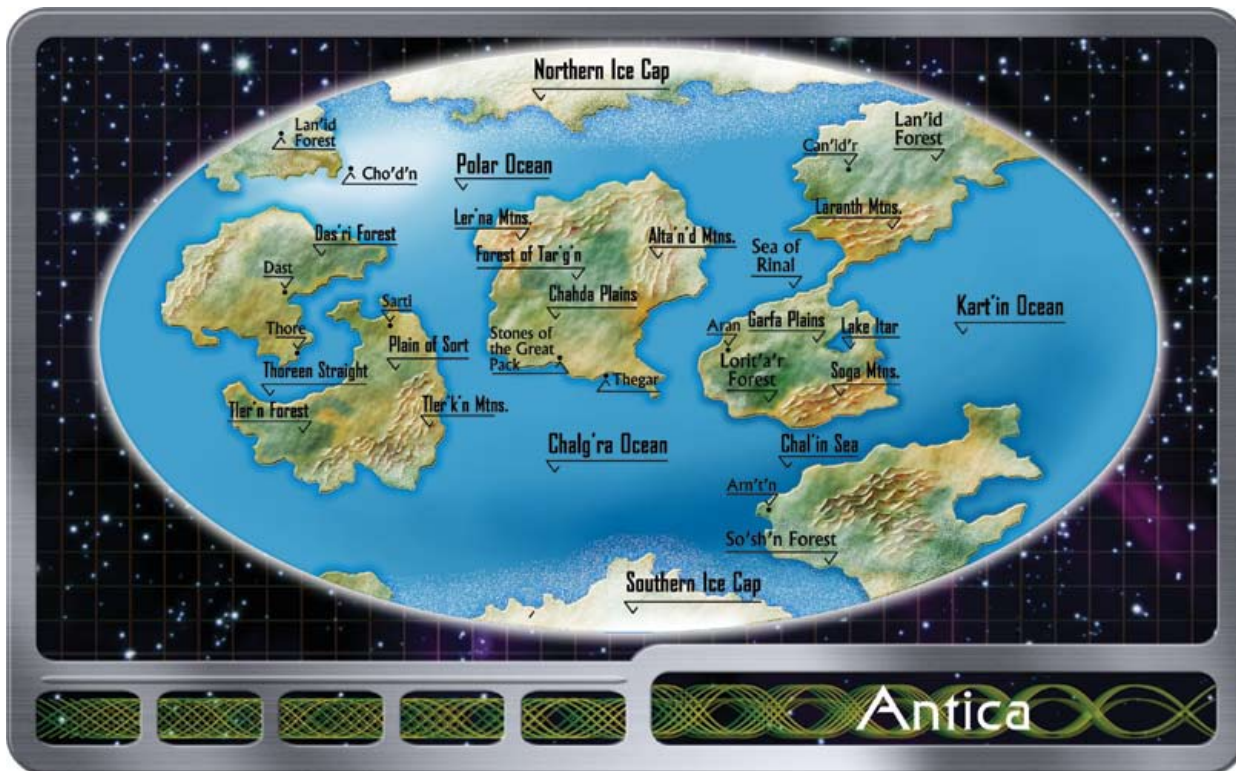 Northern Ice Cap
Lan'id
Forest
Cho'd'n
Polar Ocean
Can'id'r
Lan'id
Forest
Laranth Mtns.
Ler'na Mtns.
Alta'n'd Mtns.
Das'ri Forest
Forest of Tar'g'n
Sea of
Rinal
Dast
Chahda Plains
Sarti
Kart'in Ocean
Thore
Plain of Sort
Stones of
the Great
Pack
Aran
Garfa Plains
Lake Itar
Thoreen Straight
Thegar
Lorit'a'r
Forest
Soga Mtns.
Tler'n Forest
Tler'k'n Mtns.
Chalg'ra Ocean
Chal'in Sea
Arn't'n
So'sh'n Forest
Southern Ice Cap
Antica